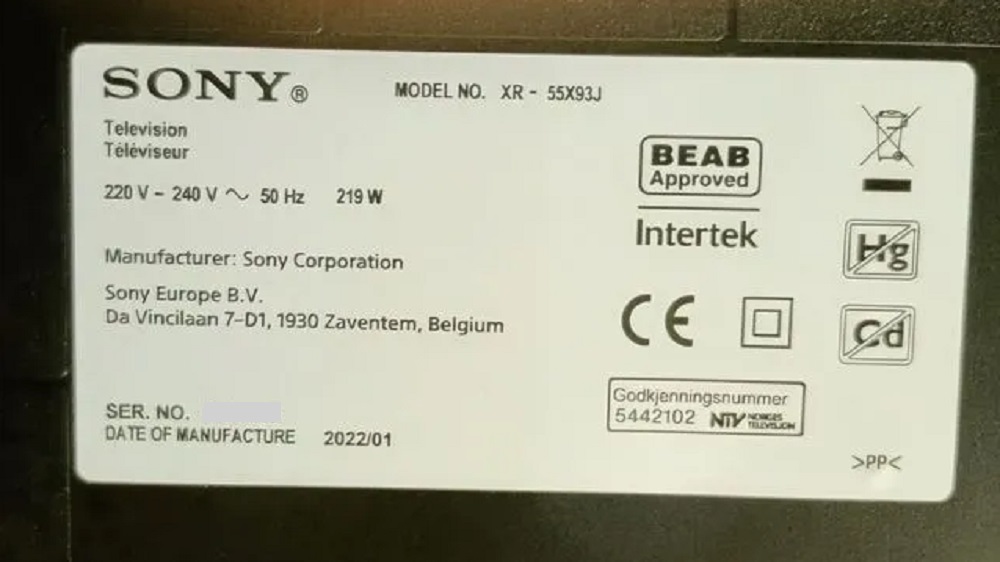 SONY®
MODEL NO. XR - 55X93J
Television
Téléviseur
220 V - 240 V ~ 50 Hz 219 W
BEAB
Approved
Intertek
Manufacturer: Sony Corporation
Sony Europe B.V.
Da Vincilaan 7-D1, 1930 Zaventem, Belgium
Hg
CE
Cd
Godkjenningsnummer
5442102 NTV NORGES
TELEVISJON
SER. NO.
DATE OF MANUFACTURE 2022/01
>PP<